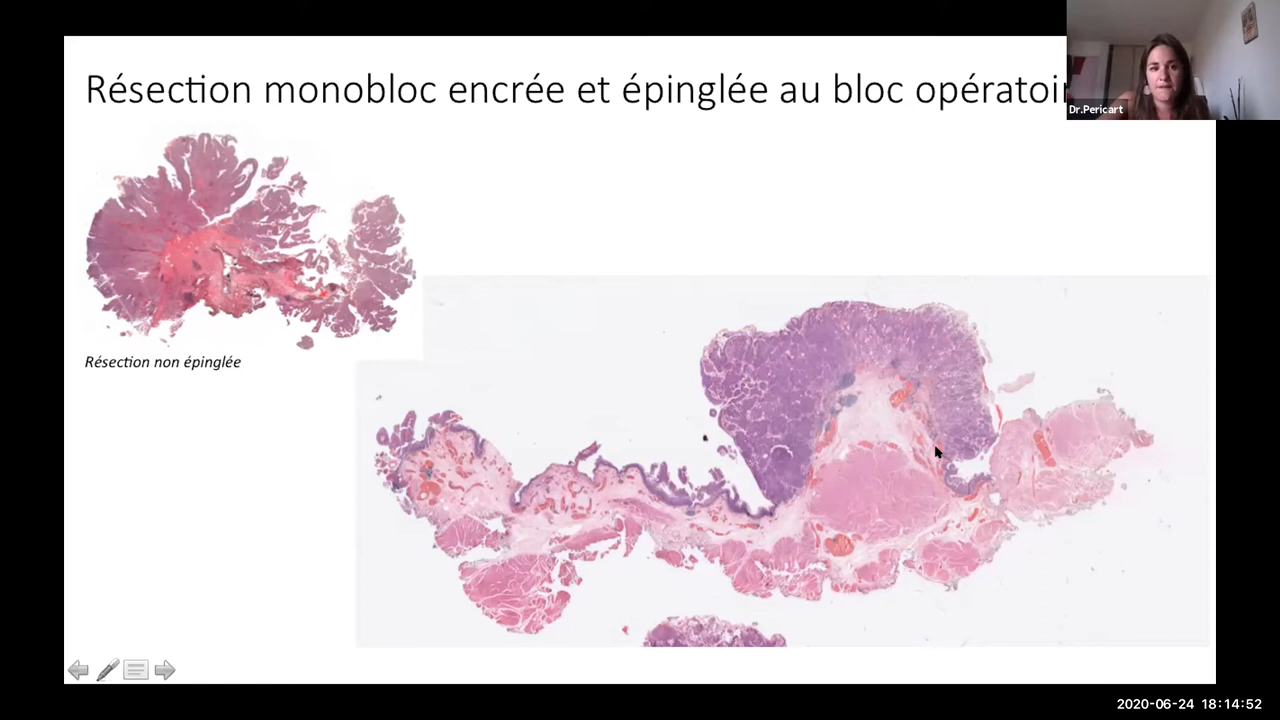 Résection monobloc encrée et épinglée au bloc opératoir
Dr.Pericart
Résection non épinglée
2020-06-24 18:14:52